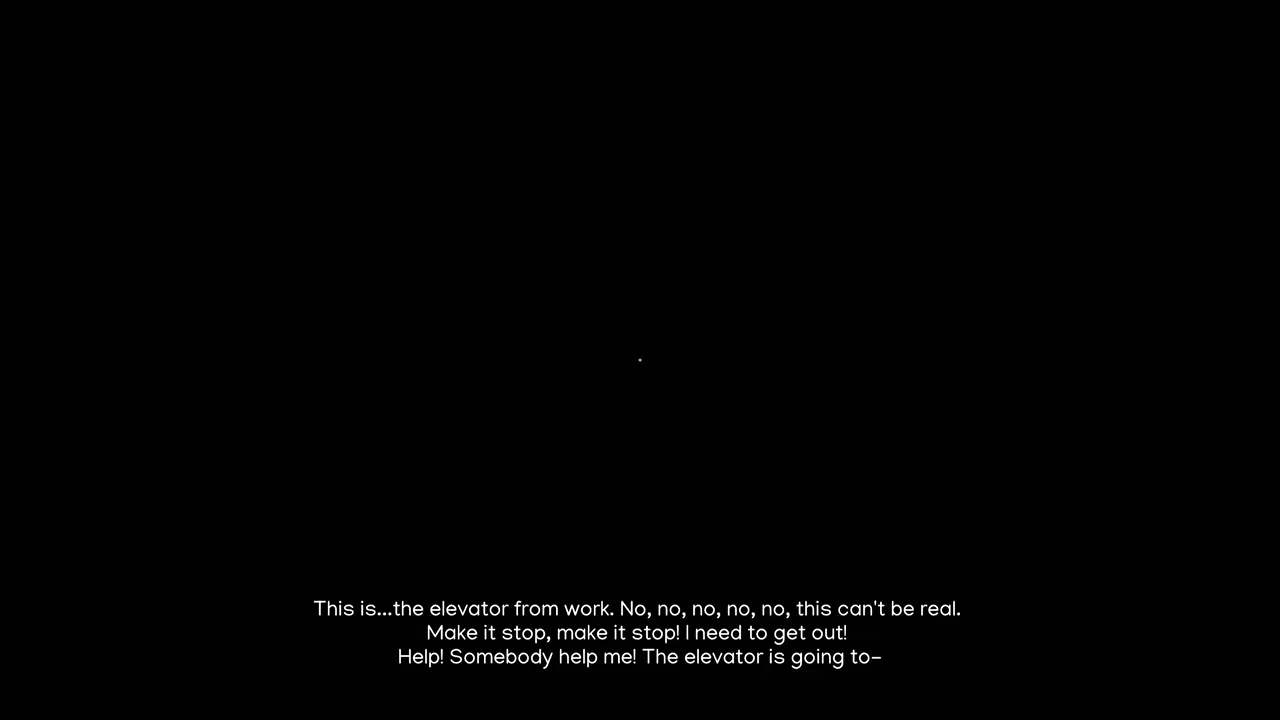 This is...the elevator from work. No, no, no, no, no, this can't be real.
Make it stop, make it stop! I need to get out!
Help! Somebody help me! The elevator is going to-